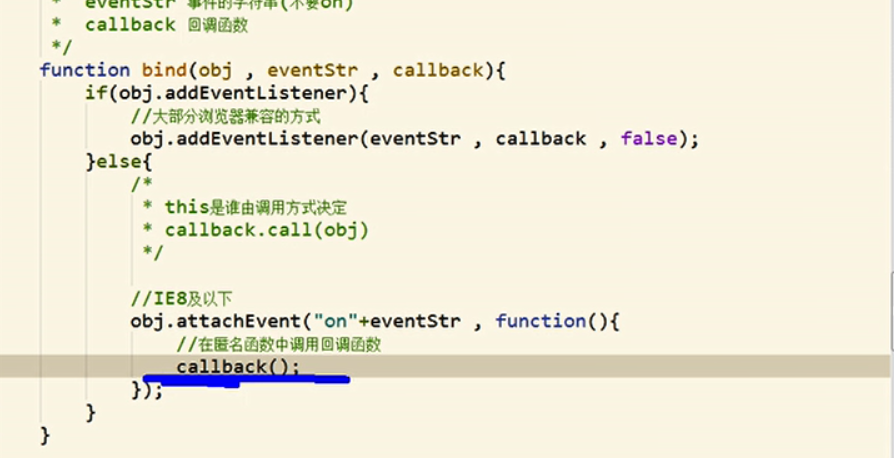 * eventStr 事件的字符串(不要on)
* callback 回调函数
*/
function bind(obj , eventStr , callback){
if(obj.addEventListener){
//大部分浏览器兼容的方式
obj.addEventListener(eventStr , callback , false);
}else{
/*
* this是谁由调用方式决定
* callback.call(obj)
*/
//IE8及以下
obj.attachEvent("on"+eventStr , function(){
//在匿名函数中调用回调函数
callback();
});
}
}